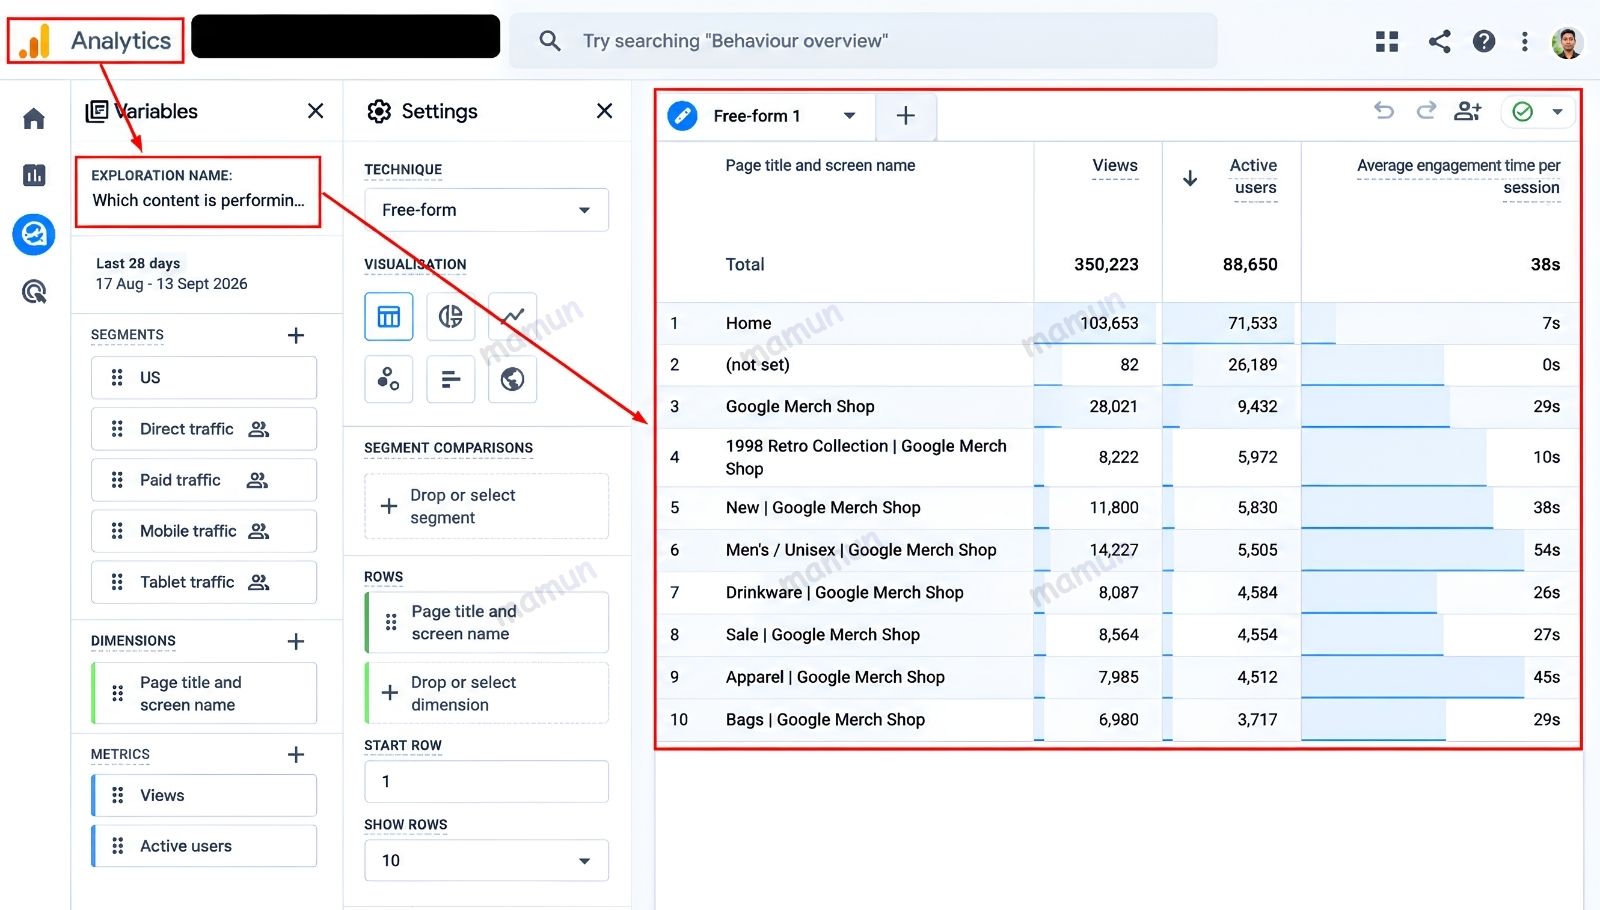 Analytics
Try searching "Behaviour overview"
Variables
EXPLORATION NAME:
Which content is performin...
Last 28 days
17 Aug - 13 Sept 2026
SEGMENTS
US
Direct traffic
Paid traffic
Mobile traffic
Tablet traffic
DIMENSIONS
Page title and
screen name
METRICS
Views
Active users
Settings
TECHNIQUE
Free-form
VISUALISATION
SEGMENT COMPARISONS
Drop or select
segment
ROWS
Page title and
screen name
Drop or select
dimension
START ROW
1
SHOW ROWS
10
Free-form 1
Page title and screen name Views Active Average engagement time per
users session
Total 350,223 88,650 38s
1 Home 103,653 71,533 7s
2 (not set) 82 26,189 0s
3 Google Merch Shop 28,021 9,432 29s
4 1998 Retro Collection | Google Merch 8,222 5,972 10s
Shop
5 New | Google Merch Shop 11,800 5,830 38s
6 Men's / Unisex | Google Merch Shop 14,227 5,505 54s
7 Drinkware | Google Merch Shop 8,087 4,584 26s
8 Sale | Google Merch Shop 8,564 4,554 27s
9 Apparel | Google Merch Shop 7,985 4,512 45s
10 Bags | Google Merch Shop 6,980 3,717 29s
mamun
mamun
mamun
mamun
mamun
mamun